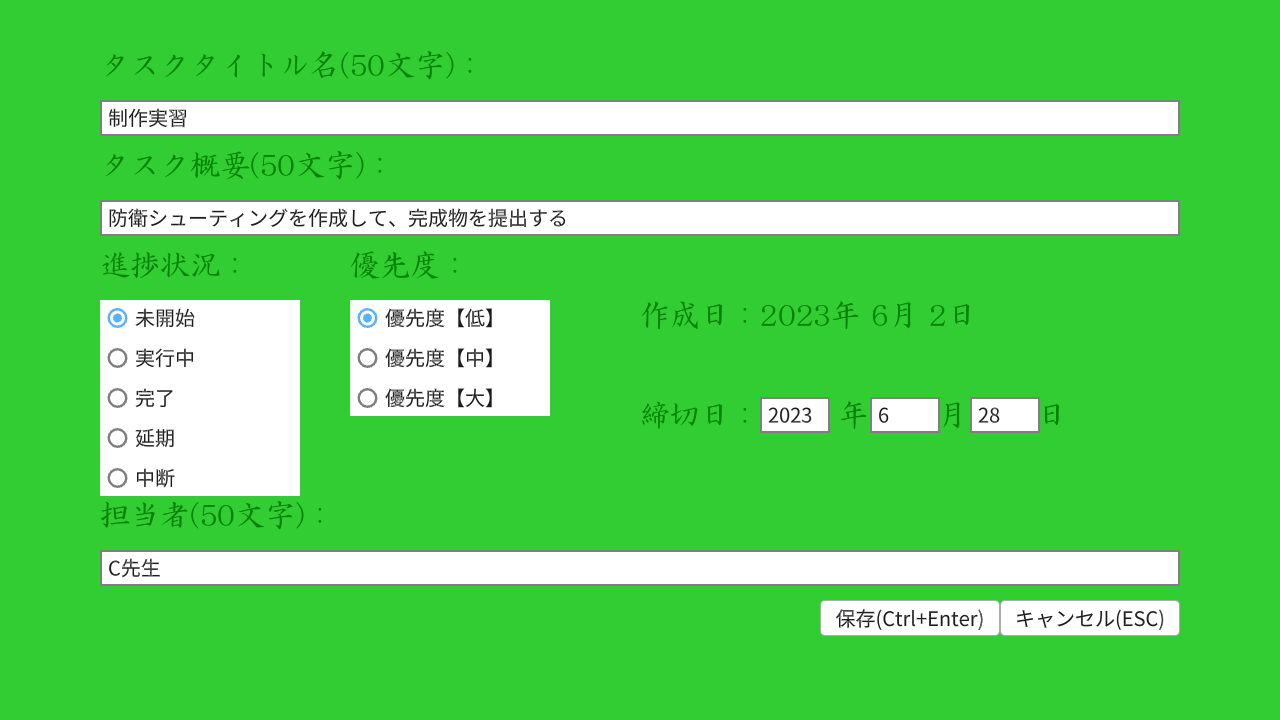 タスクタイトル名(50文字)：
制作実習
タスク概要(50文字)：
防衛シューティングを作成して、完成物を提出する
進捗状況：
未開始
実行中
完了
延期
中断
優先度：
優先度【低】
優先度【中】
優先度【大】
作成日：2023年 6月 2日
締切日：2023 年 6 月 28 日
担当者(50文字)：
C先生
保存(Ctrl+Enter) キャンセル(ESC)